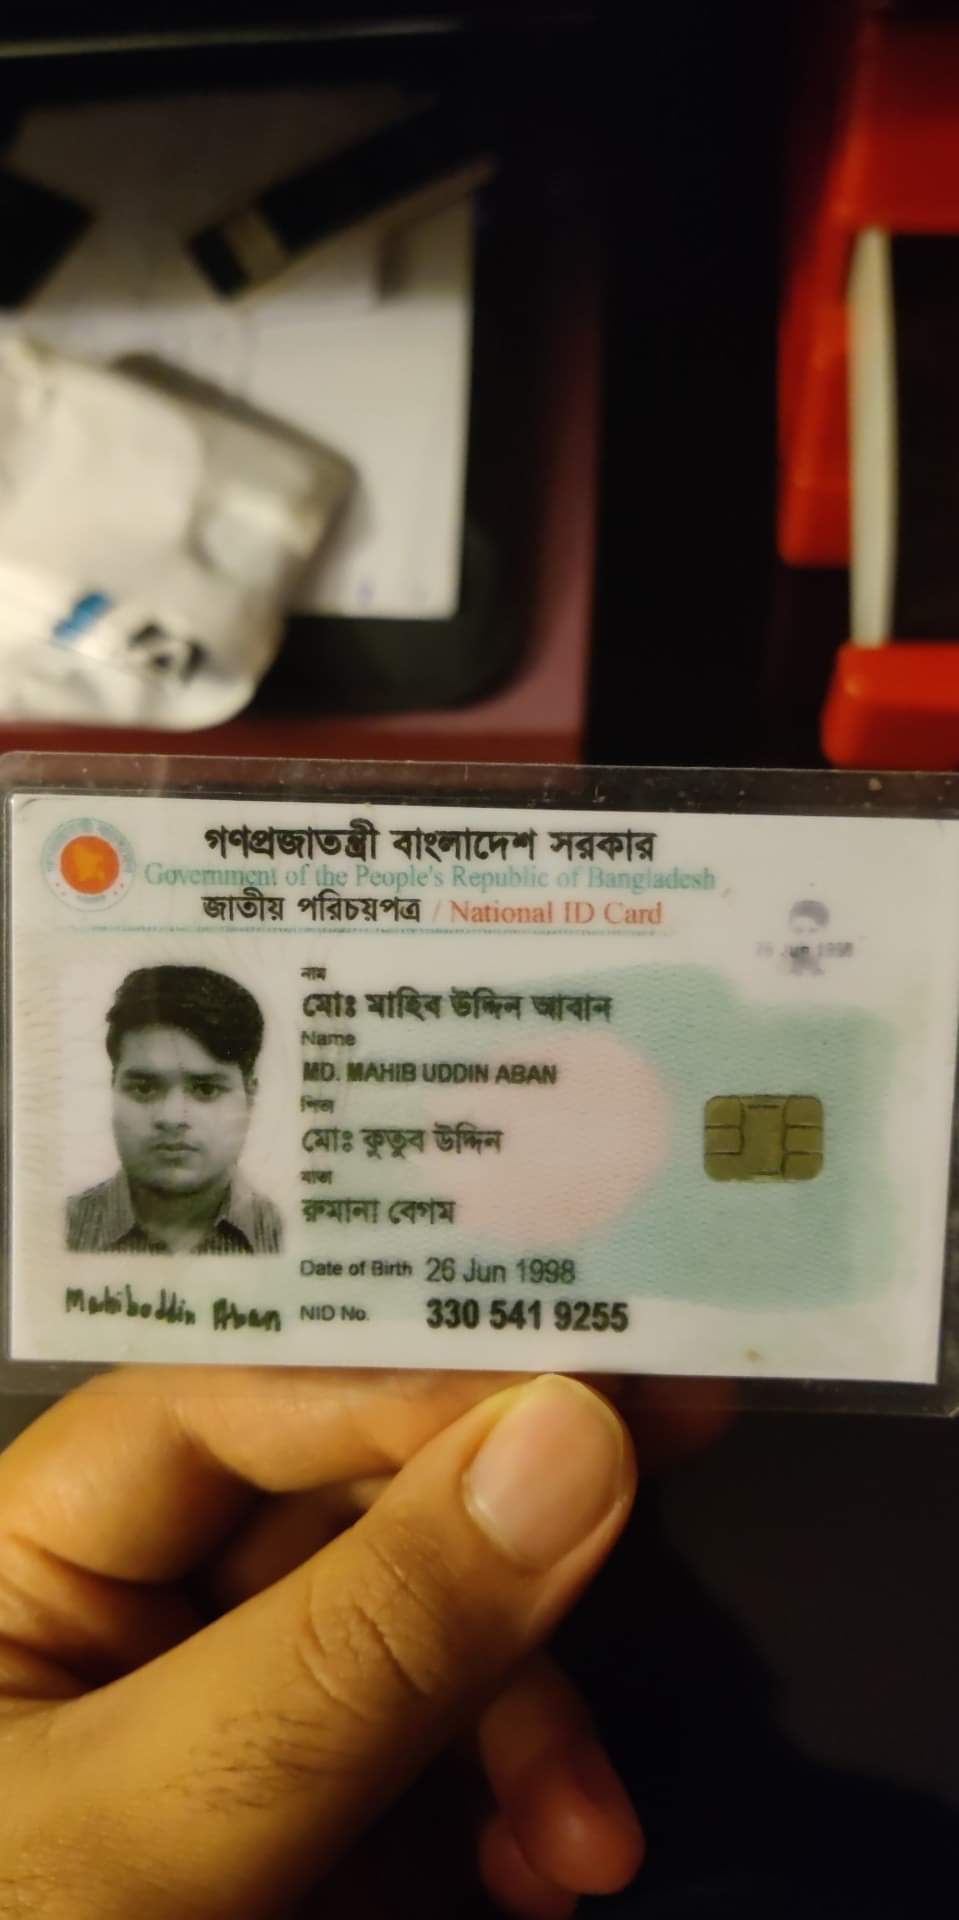 গণপ্রজাতন্ত্রী বাংলাদেশ সরকার
Government of the People's Republic of Bangladesh
জাতীয় পরিচয়পত্র / National ID Card
26 Jun 1998
নাম
মোঃ মাহিব উদ্দিন আবান
Name
MD. MAHIB UDDIN ABAN
পিতা
মোঃ কুতুব উদ্দিন
মাতা
রুমানা বেগম
Date of Birth 26 Jun 1998
Mahibuddin Aban NID No. 330 541 9255